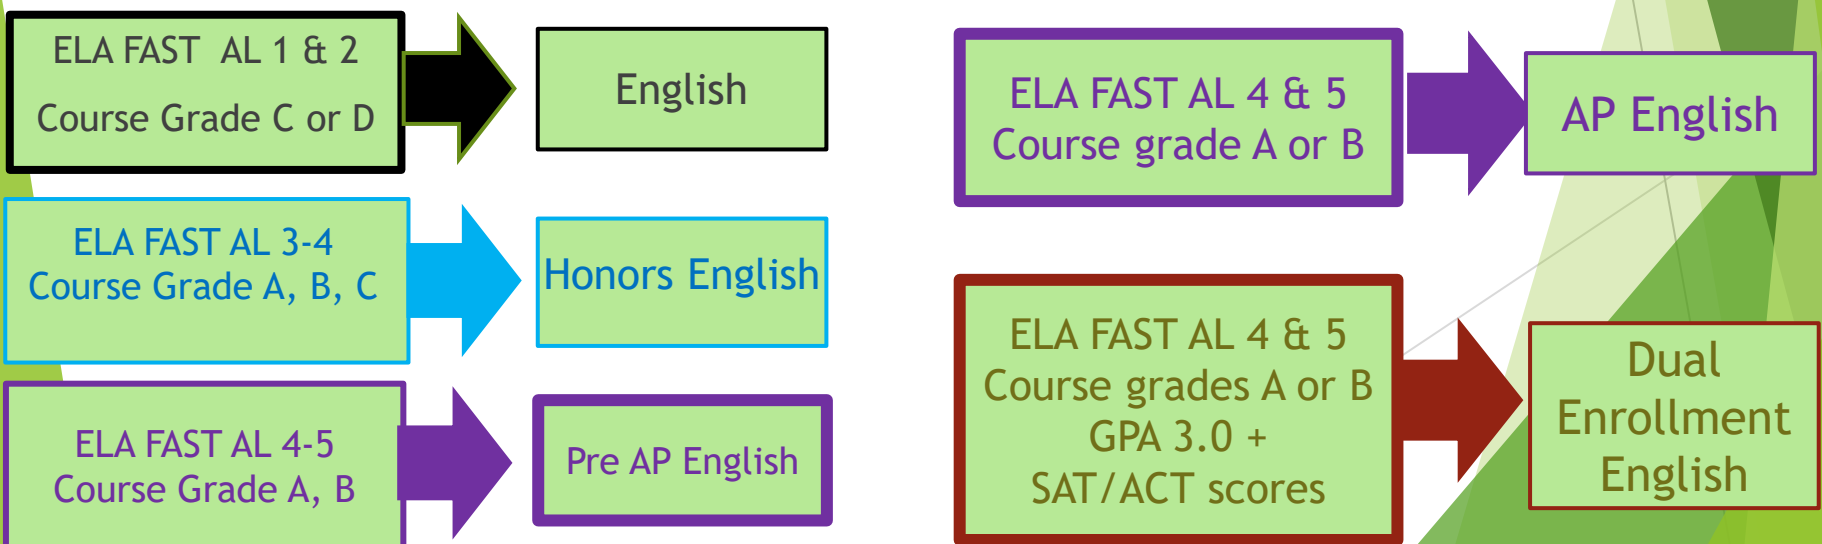 ELA FAST  AL 1 & 2
Course Grade C or D
English
ELA FAST AL 3-4
Course Grade A, B, C
Honors English
ELA FAST AL 4-5
Course Grade A, B
Pre AP English
ELA FAST AL 4 & 5
Course grade A or B
AP English
ELA FAST AL 4 & 5
Course grades A or B
GPA 3.0 +
SAT/ACT scores
Dual
Enrollment
English